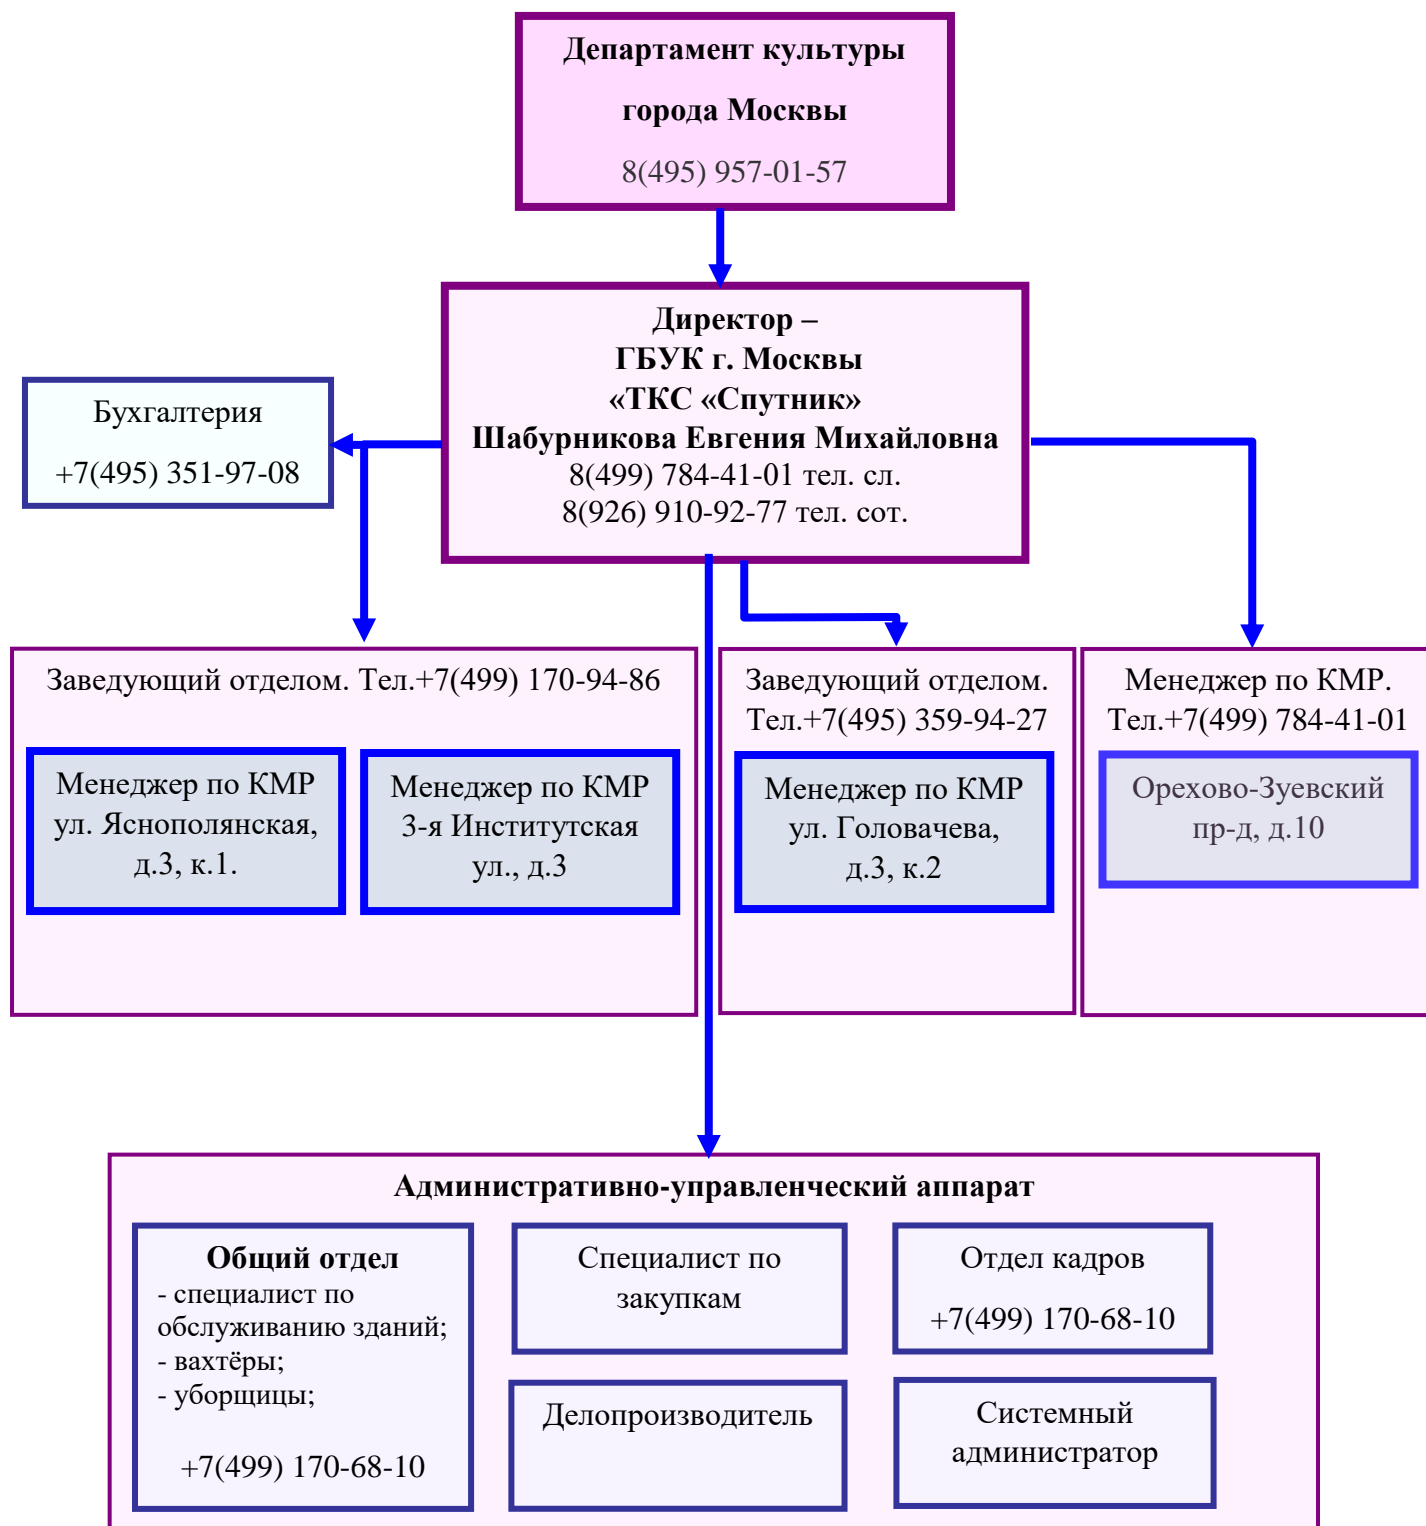 Департамент культуры
города Москвы
8(495) 957-01-57
Директор –
ГБУК г. Москвы
«ТКС «Спутник»
Шабурникова Евгения Михайловна
8(499) 784-41-01 тел. сл.
8(926) 910-92-77 тел. сот.
Бухгалтерия
+7(495) 351-97-08
Заведующий отделом. Тел.+7(499) 170-94-86
Менеджер по КМР
ул. Яснополянская,
д.3, к.1.
Менеджер по КМР
3-я Институтская
ул., д.3
Заведующий отделом.
Тел.+7(495) 359-94-27
Менеджер по КМР
ул. Головачева,
д.3, к.2
Менеджер по КМР.
Тел.+7(499) 784-41-01
Орехово-Зуевский
пр-д, д.10
Административно-управленческий аппарат
Общий отдел
- специалист по
обслуживанию зданий;
- вахтёры;
- уборщицы;
+7(499) 170-68-10
Специалист по
закупкам
Отдел кадров
+7(499) 170-68-10
Делопроизводитель
Системный
администратор